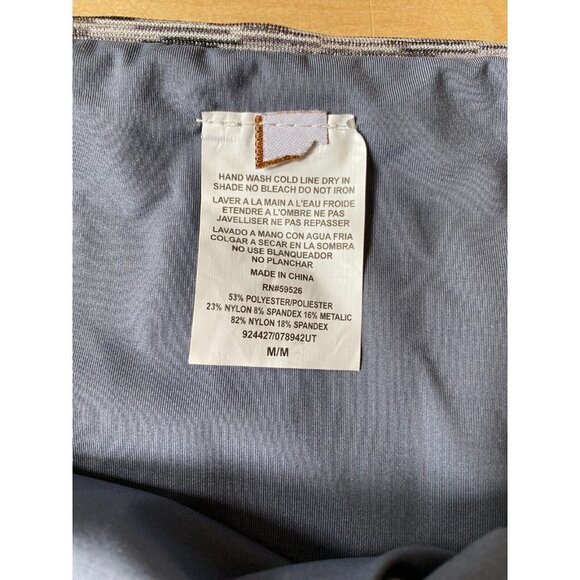 HAND WASH COLD LINE DRY IN
SHADE NO BLEACH DO NOT IRON
LAVER A LA MAIN A L'EAU FROIDE
ETENDRE A L'OMBRE NE PAS
JAVELLISER NE PAS REPASSER
LAVADO A MANO CON AGUA FRIA
COLGAR A SECAR EN LA SOMBRA
NO USE BLANQUEADOR
NO PLANCHAR
MADE IN CHINA
RN#59526
53% POLYESTER/POLIESTER
23% NYLON 8% SPANDEX 16% METALIC
82% NYLON 18% SPANDEX
924427/078942UT
M/M